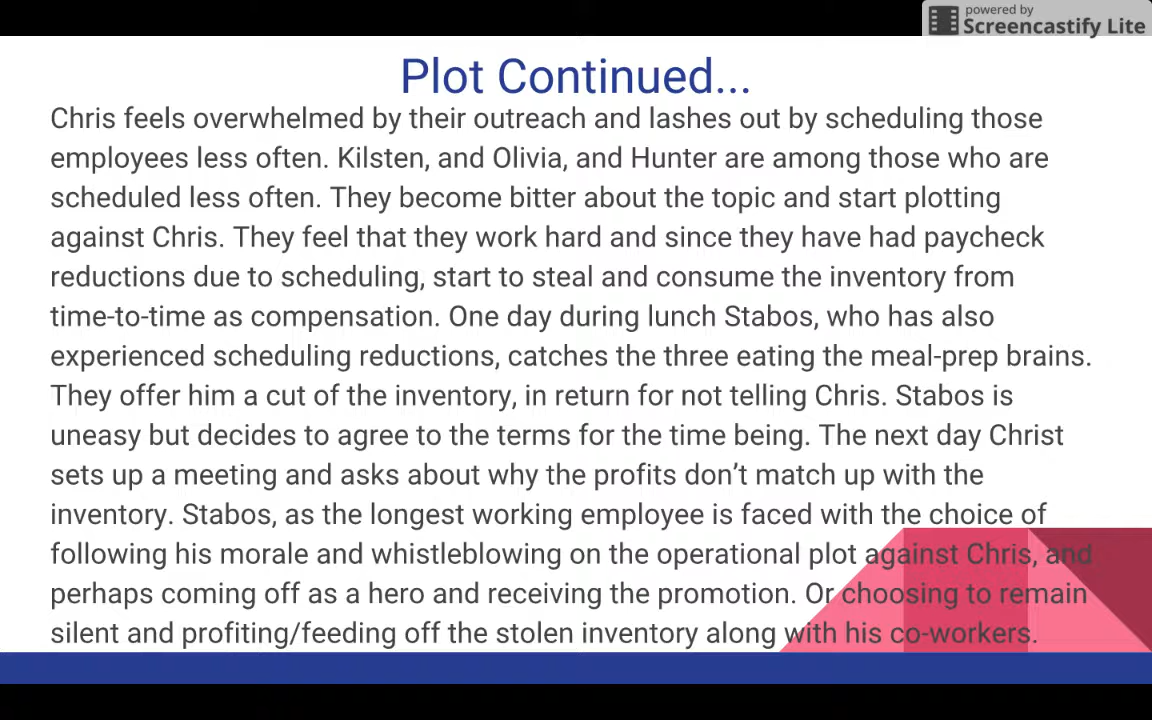 powered by
Screencastify Lite
Plot Continued...
Chris feels overwhelmed by their outreach and lashes out by scheduling those
employees less often. Kilsten, and Olivia, and Hunter are among those who are
scheduled less often. They become bitter about the topic and start plotting
against Chris. They feel that they work hard and since they have had paycheck
reductions due to scheduling, start to steal and consume the inventory from
time-to-time as compensation. One day during lunch Stabos, who has also
experienced scheduling reductions, catches the three eating the meal-prep brains.
They offer him a cut of the inventory, in return for not telling Chris. Stabos is
uneasy but decides to agree to the terms for the time being. The next day Christ
sets up a meeting and asks about why the profits don’t match up with the
inventory. Stabos, as the longest working employee is faced with the choice of
following his morale and whistleblowing on the operational plot against Chris, and
perhaps coming off as a hero and receiving the promotion. Or choosing to remain
silent and profiting/feeding off the stolen inventory along with his co-workers.